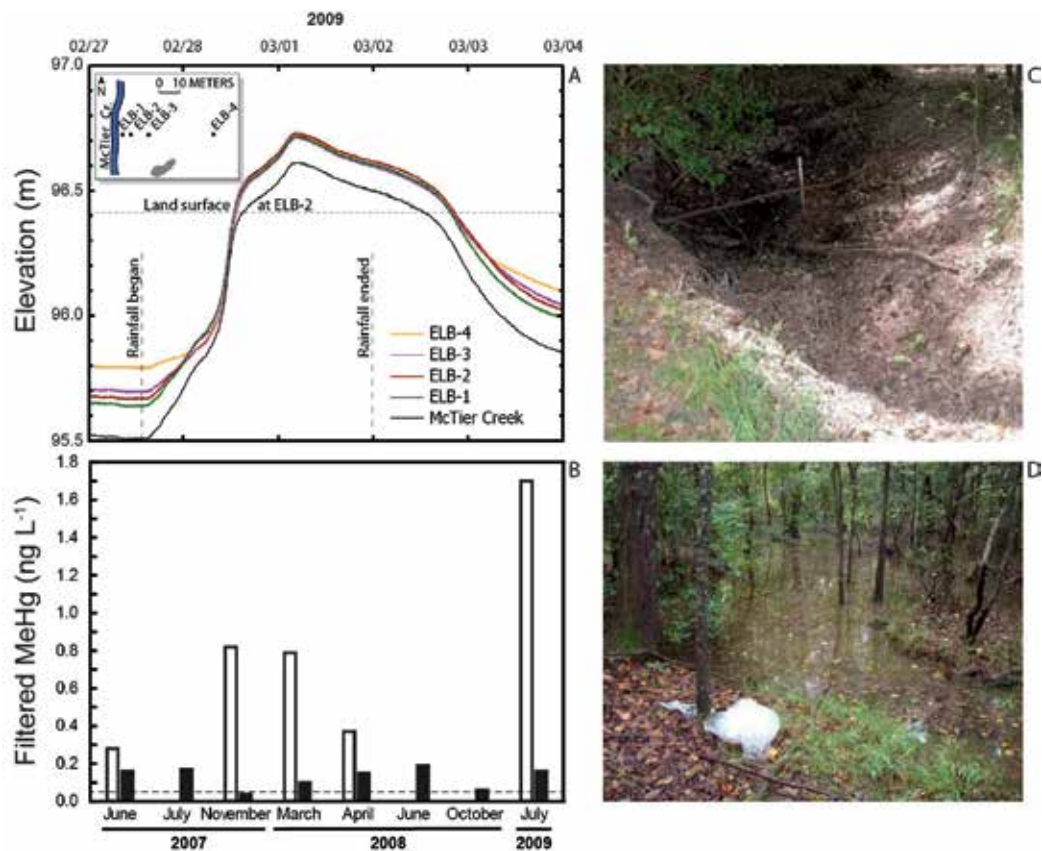 2009
02/27 02/28 03/01 03/02 03/03 03/04
A
97.0
96.5
96.0
95.5
Elevation (m)
N
0 10 METERS
McTier Cr.
ELB-1
ELB-2
ELB-3
ELB-4
Land surface at ELB-2
Rainfall began
Rainfall ended
ELB-4
ELB-3
ELB-2
ELB-1
McTier Creek
B
1.8
1.6
1.4
1.2
1.8
0.8
0.6
0.4
0.2
0.0
Filtered MeHg (ng L-1)
June July November March April June October July
2007 2008 2009
C
D